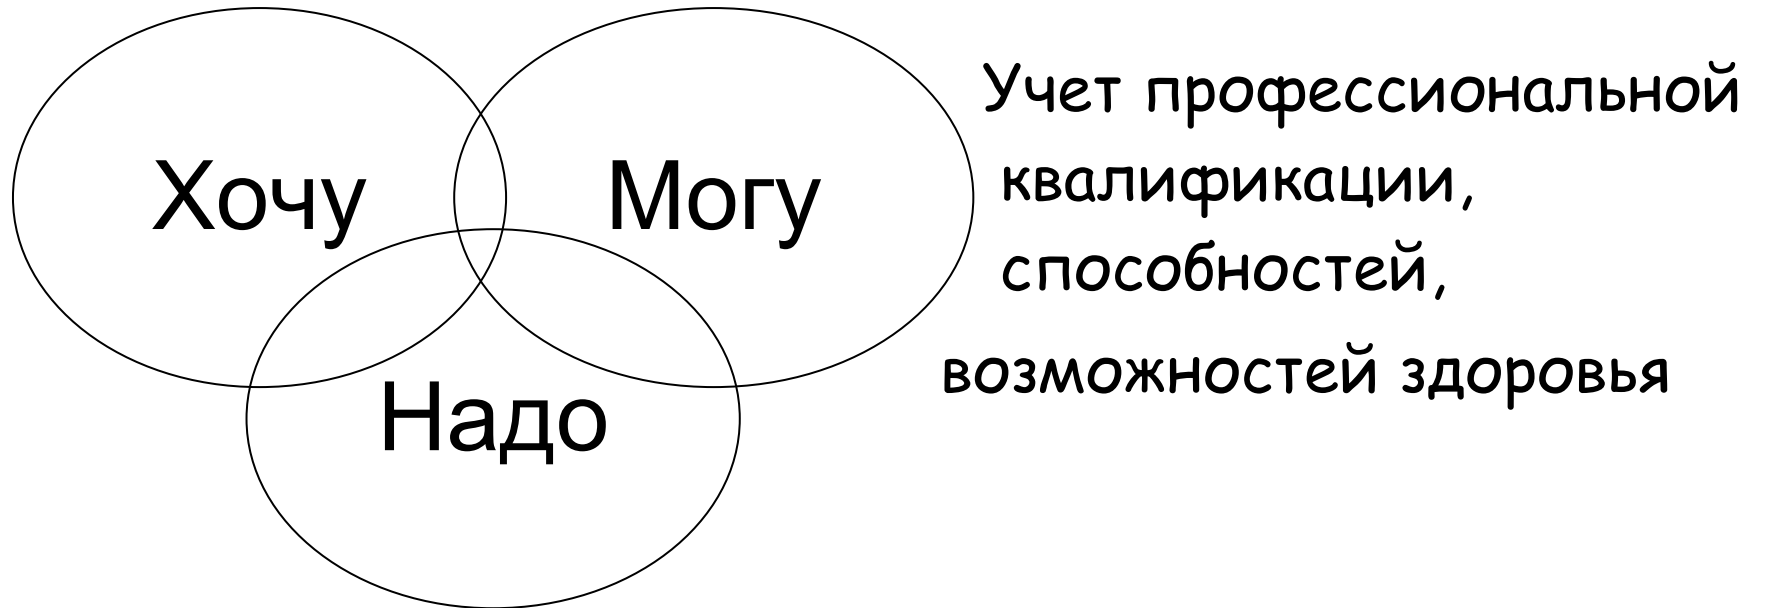 Хочу
Могу
Надо
Учет профессиональной
квалификации,
способностей,
возможностей здоровья